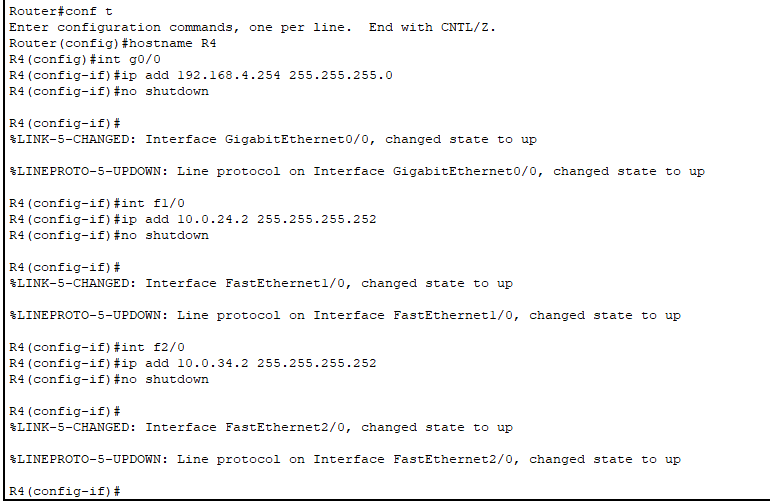 Router#conf t
Enter configuration commands, one per line.  End with CNTL/Z.
Router(config)#hostname R4
R4(config)#int g0/0
R4(config-if)#ip add 192.168.4.254 255.255.255.0
R4(config-if)#no shutdown
R4(config-if)#
%LINK-5-CHANGED: Interface GigabitEthernet0/0, changed state to up
%LINEPROTO-5-UPDOWN: Line protocol on Interface GigabitEthernet0/0, changed state to up
R4(config-if)#int f1/0
R4(config-if)#ip add 10.0.24.2 255.255.255.252
R4(config-if)#no shutdown
R4(config-if)#
%LINK-5-CHANGED: Interface FastEthernet1/0, changed state to up
%LINEPROTO-5-UPDOWN: Line protocol on Interface FastEthernet1/0, changed state to up
R4(config-if)#int f2/0
R4(config-if)#ip add 10.0.34.2 255.255.255.252
R4(config-if)#no shutdown
R4(config-if)#
%LINK-5-CHANGED: Interface FastEthernet2/0, changed state to up
%LINEPROTO-5-UPDOWN: Line protocol on Interface FastEthernet2/0, changed state to up
R4(config-if)#